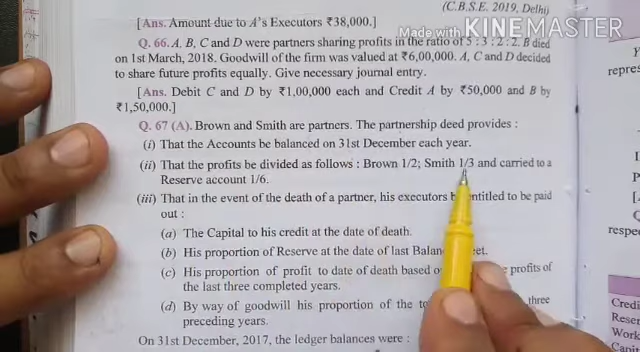 (C.B.S.E. 2019, Delhi)
[Ans. Amount due to A's Executors ₹38,000.]
Made with KINEMASTER
Q. 66. A, B, C and D were partners sharing profits in the ratio of 5 : 3 : 2 : 2. B died
on 1st March, 2018. Goodwill of the firm was valued at ₹6,00,000. A, C and D decided
to share future profits equally. Give necessary journal entry.
[Ans. Debit C and D by ₹1,00,000 each and Credit A by ₹50,000 and B by
₹1,50,000.]
Q. 67 (A). Brown and Smith are partners. The partnership deed provides :
(i) That the Accounts be balanced on 31st December each year.
(ii) That the profits be divided as follows : Brown 1/2; Smith 1/3 and carried to a
Reserve account 1/6.
(iii) That in the event of the death of a partner, his executors entitled to be paid
out :
(a) The Capital to his credit at the date of death.
(b) His proportion of Reserve at the date of last
(c) His proportion of profit to date of death based profits of
the last three completed years.
(d) By way of goodwill his proportion of the three
preceding years.
On 31st December, 2017, the ledger balances were :
Y
repres
P
respe
Credi
Reser
Work
Capit